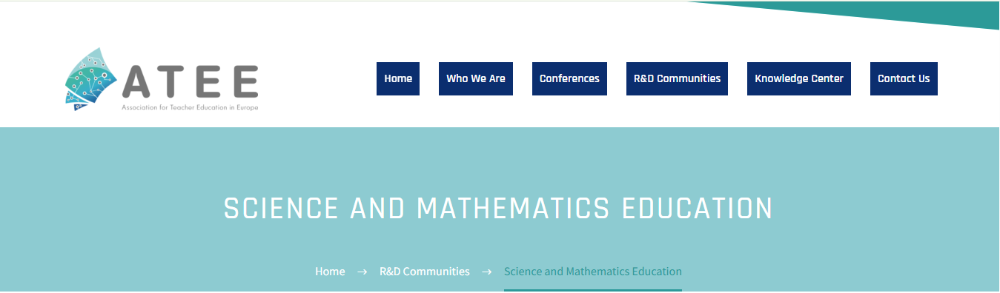 ATEE
Association for Teacher Education in Europe
Home Who We Are Conferences R&D Communities Knowledge Center Contact Us
SCIENCE AND MATHEMATICS EDUCATION
Home → R&D Communities → Science and Mathematics Education